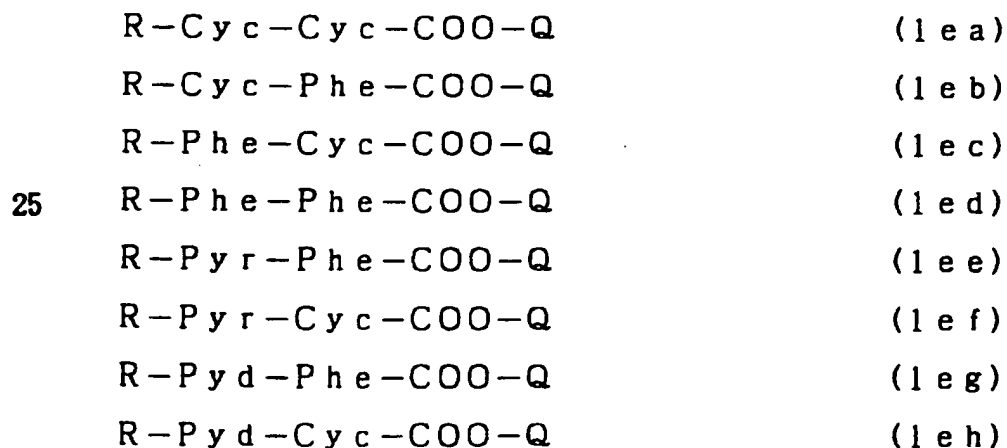 R-Cyc-Cyc-COO-Q (1ea)
R-Cyc-Phe-COO-Q (1eb)
R-Phe-Cyc-COO-Q (1ec)
25 R-Phe-Phe-COO-Q (1ed)
R-Pyr-Phe-COO-Q (1ee)
R-Pyr-Cyc-COO-Q (1ef)
R-Pyd-Phe-COO-Q (1eg)
R-Pyd-Cyc-COO-Q (1eh)